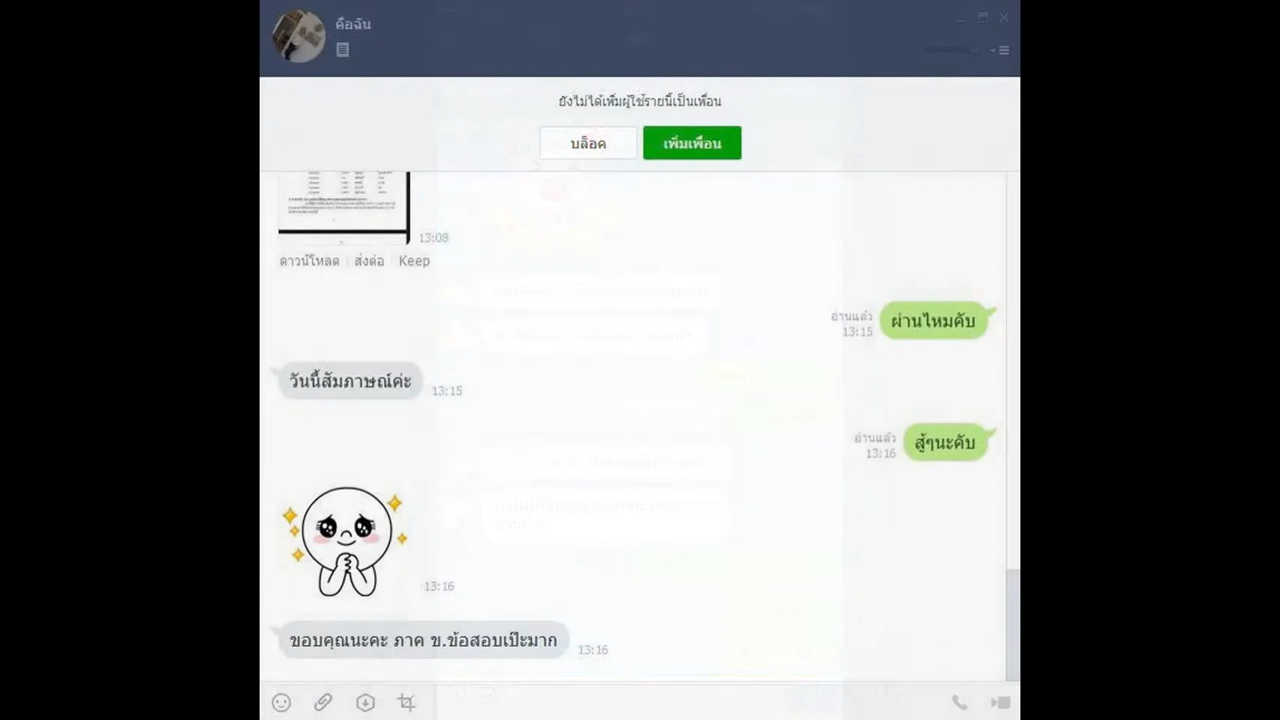 คือฉัน
ยังไม่ได้เพิ่มผู้ใช้รายนี้เป็นเพื่อน
บล็อค
เพิ่มเพื่อน
13:08
ดาวน์โหลด
ส่งต่อ
Keep
ผ่านไหมคับ
อ่านแล้ว
13:15
วันนี้สัมภาษณ์ค่ะ
13:15
สู้ๆนะคับ
อ่านแล้ว
13:16
13:16
ขอบคุณนะคะ ภาค ข.ข้อสอบเป๊ะมาก
13:16